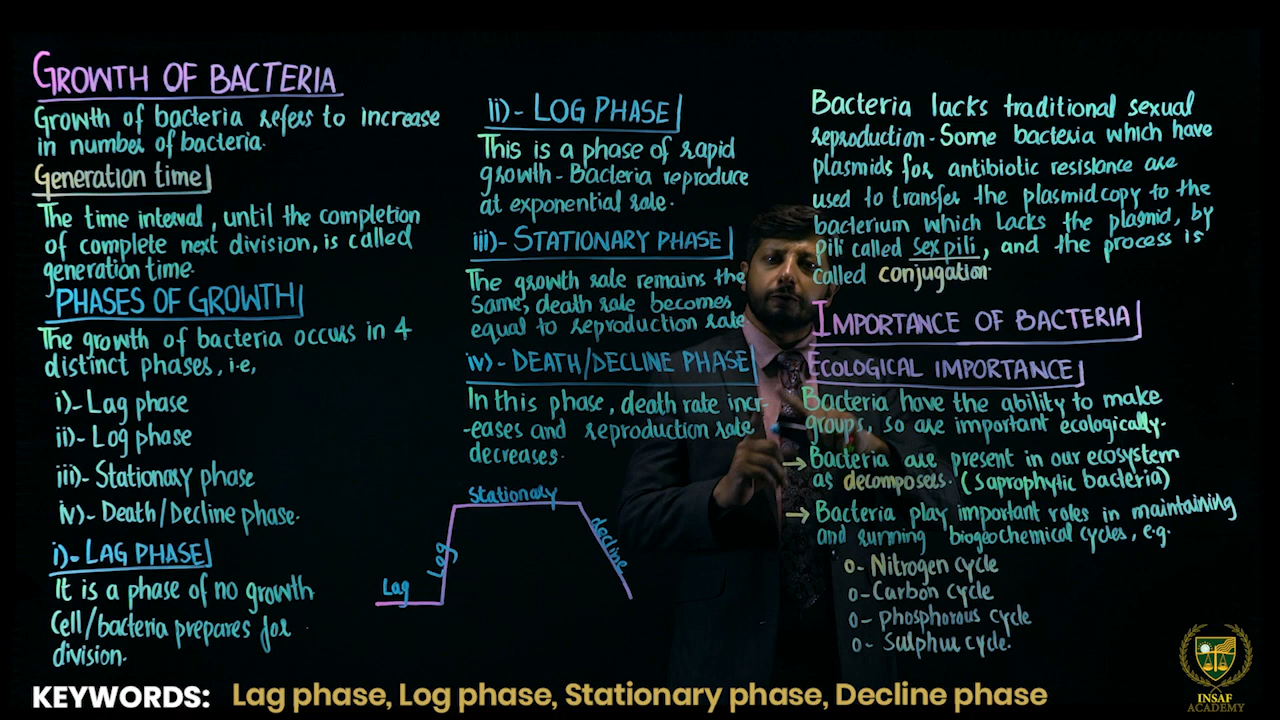 GROWTH OF BACTERIA
Growth of bacteria refers to increase
in number of bacteria.
Generation time
The time interval, until the completion
of complete next division, is called
generation time.
PHASES OF GROWTH
The growth of bacteria occurs in 4
distinct phases, i.e,
i)- Lag phase
ii)- Log phase
iii)- Stationary phase
iv)- Death/Decline phase.
i)- LAG PHASE
It is a phase of no growth
Cell/bacteria prepares for
division.
ii)- LOG PHASE
This is a phase of rapid
growth- Bacteria reproduce
at exponential rate.
iii)- STATIONARY PHASE
The growth rate remains the
same, death rate becomes
equal to reproduction rate
iv)- DEATH/DECLINE PHASE
In this phase, death rate incr-
-eases and reproduction rate
decreases.
Lag
Log
Stationary
decline
Bacteria lacks traditional sexual
reproduction- Some bacteria which have
plasmids for antibiotic resistance are
used to transfer the plasmid copy to the
bacterium which lacks the plasmid, by
pili called sex pili, and the process is
called conjugation.
IMPORTANCE OF BACTERIA
ECOLOGICAL IMPORTANCE
Bacteria have the ability to make
groups, so are important ecologically.
→ Bacteria are present in our ecosystem
as decomposers. (Saprophytic bacteria)
→ Bacteria play important roles in maintaining
and running biogeochemical cycles, e.g.
o- Nitrogen cycle
o- Carbon cycle
o- Phosphorous cycle
o- Sulphur cycle.
KEYWORDS: Lag phase, Log phase, Stationary phase, Decline phase
INSAF
ACADEMY